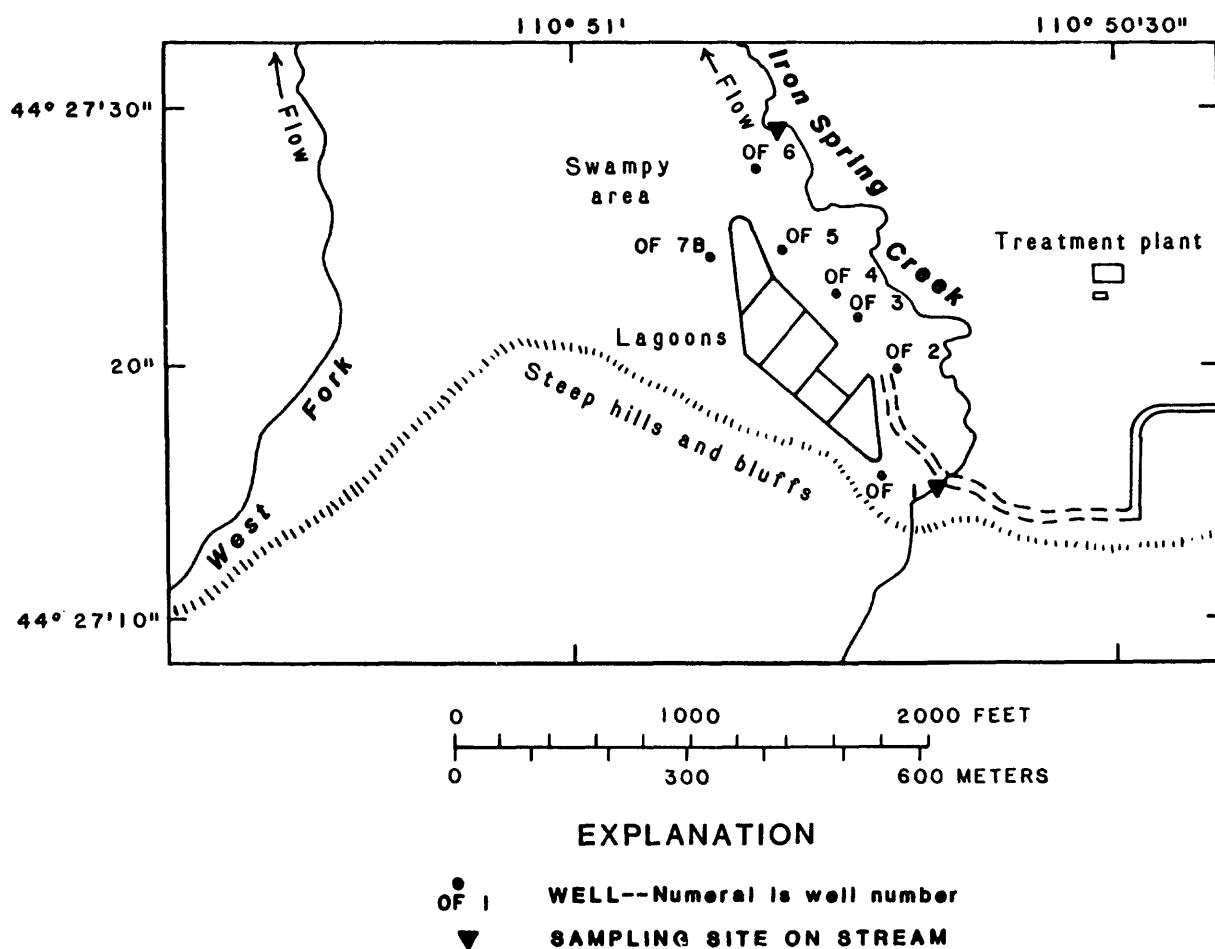 110° 51' 110° 50'30"
44° 27'30"
←Flow
←Flow
Iron Spring Creek
OF 6
Swampy
area
OF 7B
OF 5
Treatment plant
OF 4
OF 3
Lagoons
20"
OF 2
Steep hills and bluffs
West Fork
OF
44° 27'10"
0 1000 2000 FEET
0 300 600 METERS
EXPLANATION
OF 1 WELL--Numeral is well number
SAMPLING SITE ON STREAM